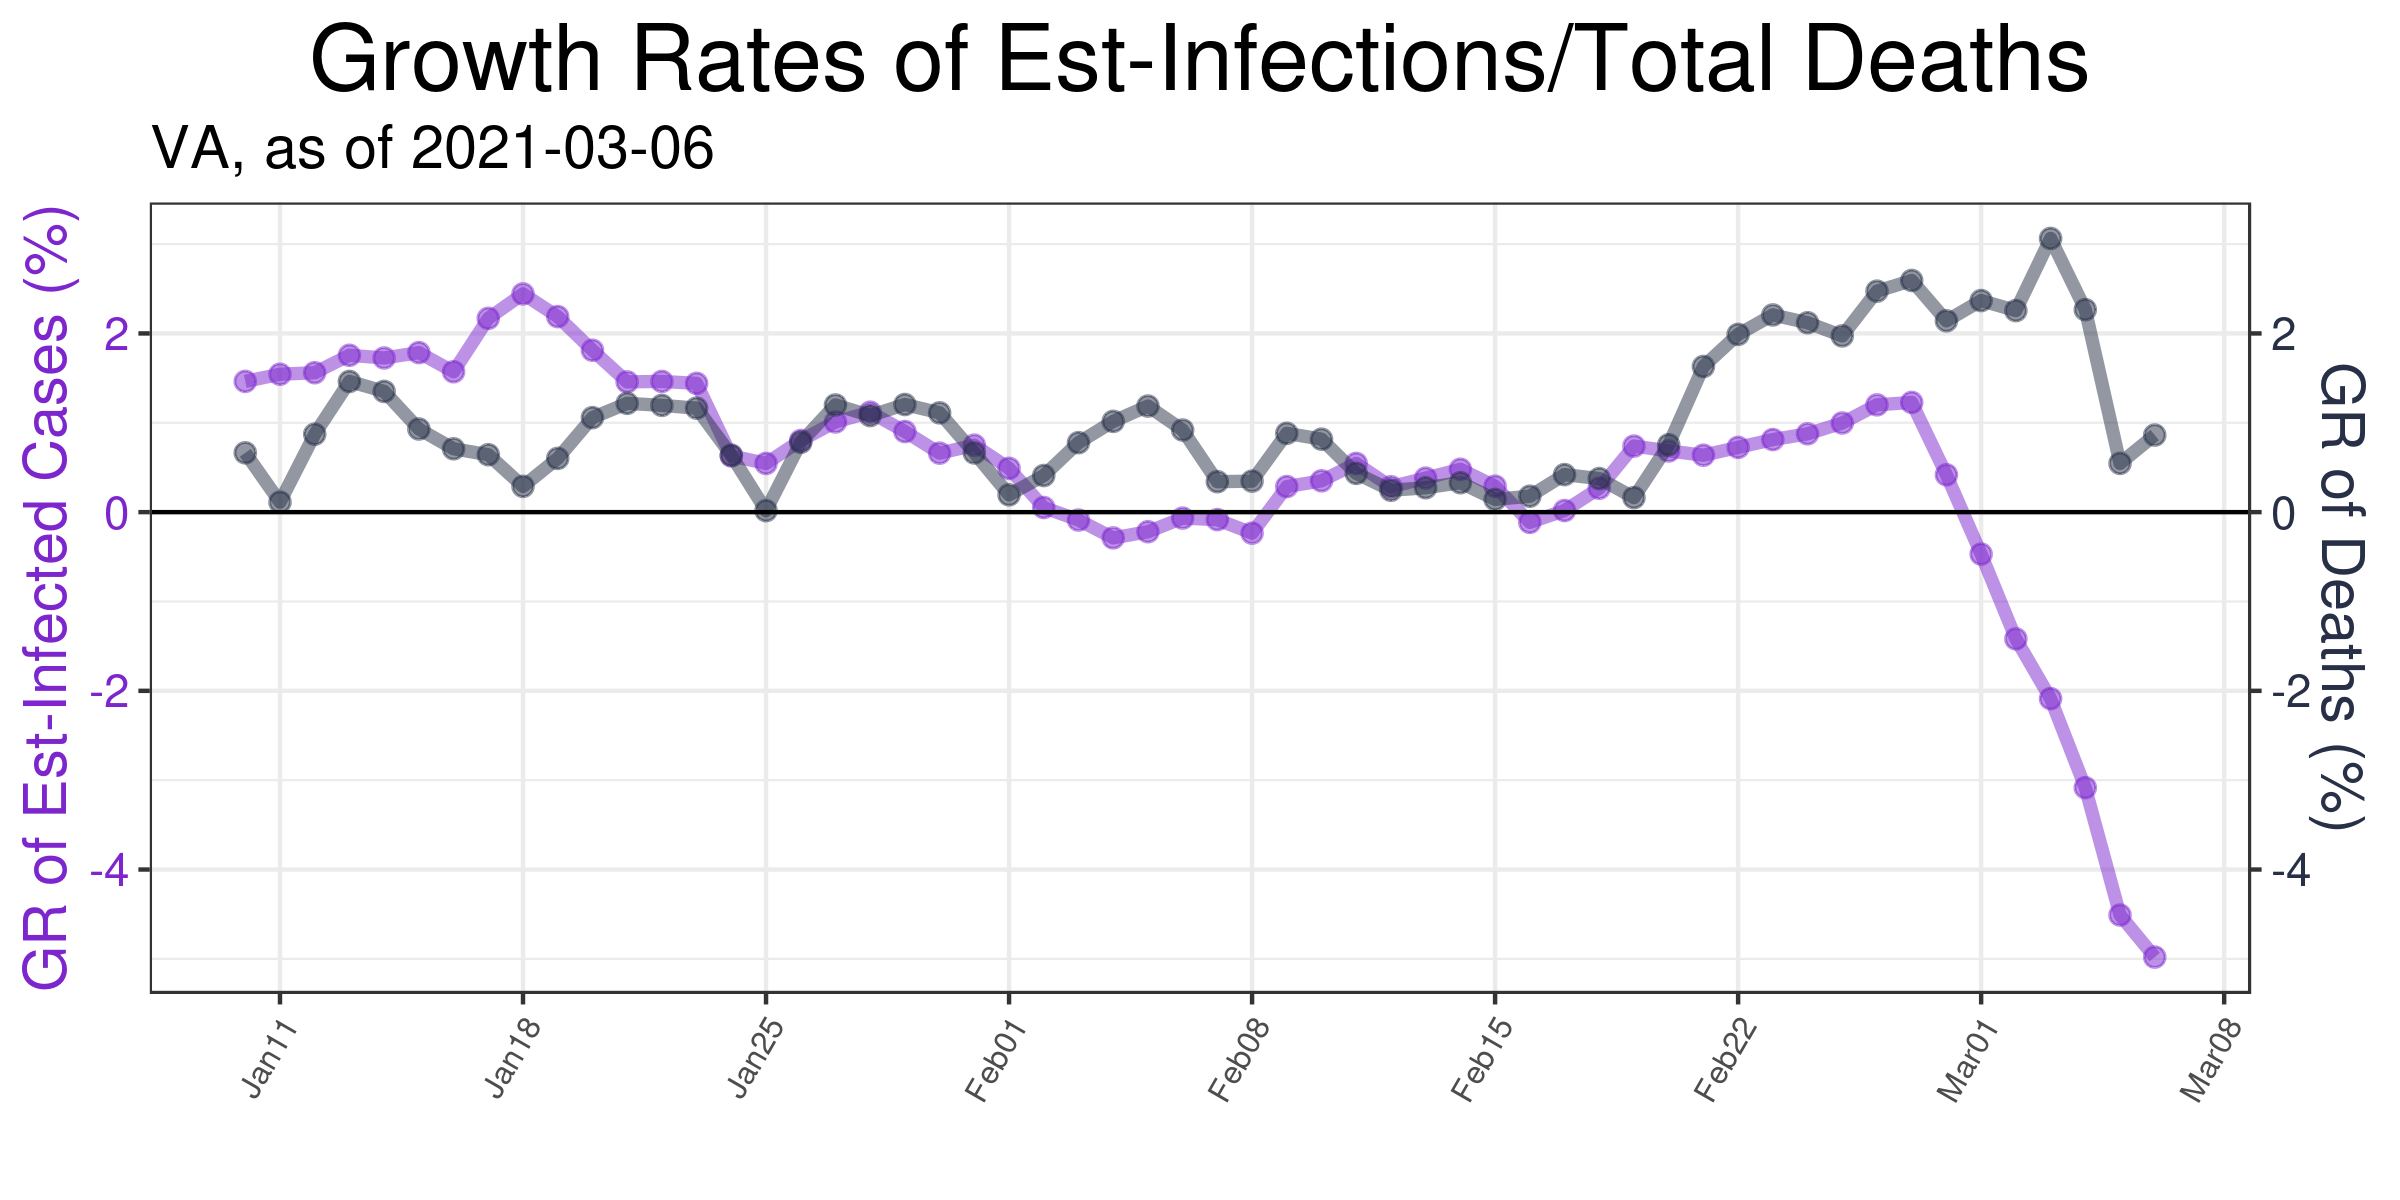 Growth Rates of Est-Infections/Total Deaths
VA, as of 2021-03-06
GR of Est-Infected Cases (%)
2
0
-2
-4
2
0
-2
-4
GR of Deaths (%)
Jan11
Jan18
Jan25
Feb01
Feb08
Feb15
Feb22
Mar01
Mar08